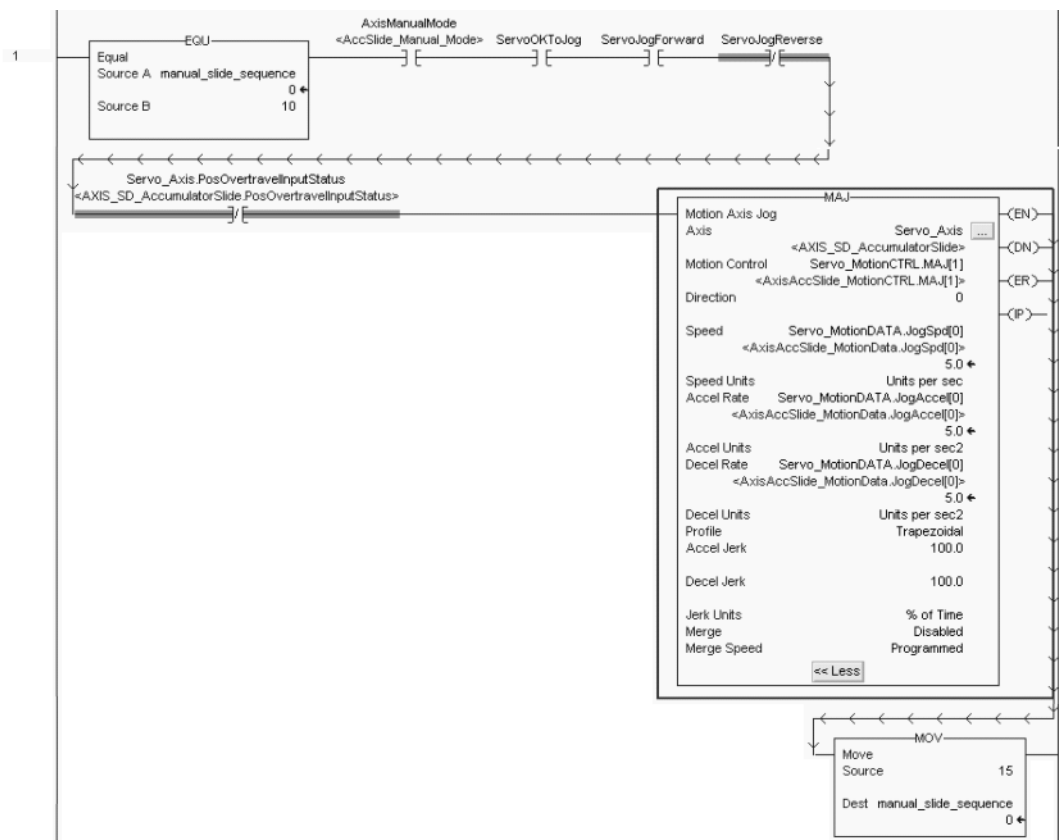 AxisManualMode
<AccSlide_Manual_Mode> ServoOKToJog ServoJogForward ServoJogReverse
1
EQU
Equal
Source A manual_slide_sequence
0
Source B 10
Servo_Axis.PosOvertravelInputStatus
<AXIS_SD_AccumulatorSlide.PosOvertravelInputStatus>
MAJ
Motion Axis Jog
Axis Servo_Axis ...
<AXIS_SD_AccumulatorSlide>
Motion Control Servo_MotionCTRL.MAJ[1]
<AxisAccSlide_MotionCTRL.MAJ[1]>
Direction 0
Speed Servo_MotionDATA.JogSpd[0]
<AxisAccSlide_MotionData.JogSpd[0]>
5.0
Speed Units Units per sec
Accel Rate Servo_MotionDATA.JogAccel[0]
<AxisAccSlide_MotionData.JogAccel[0]>
5.0
Accel Units Units per sec2
Decel Rate Servo_MotionDATA.JogDecel[0]
<AxisAccSlide_MotionData.JogDecel[0]>
5.0
Decel Units Units per sec2
Profile Trapezoidal
Accel Jerk 100.0
Decel Jerk 100.0
Jerk Units % of Time
Merge Disabled
Merge Speed Programmed
<< Less
EN
DN
ER
IP
MOV
Move
Source 15
Dest manual_slide_sequence
0